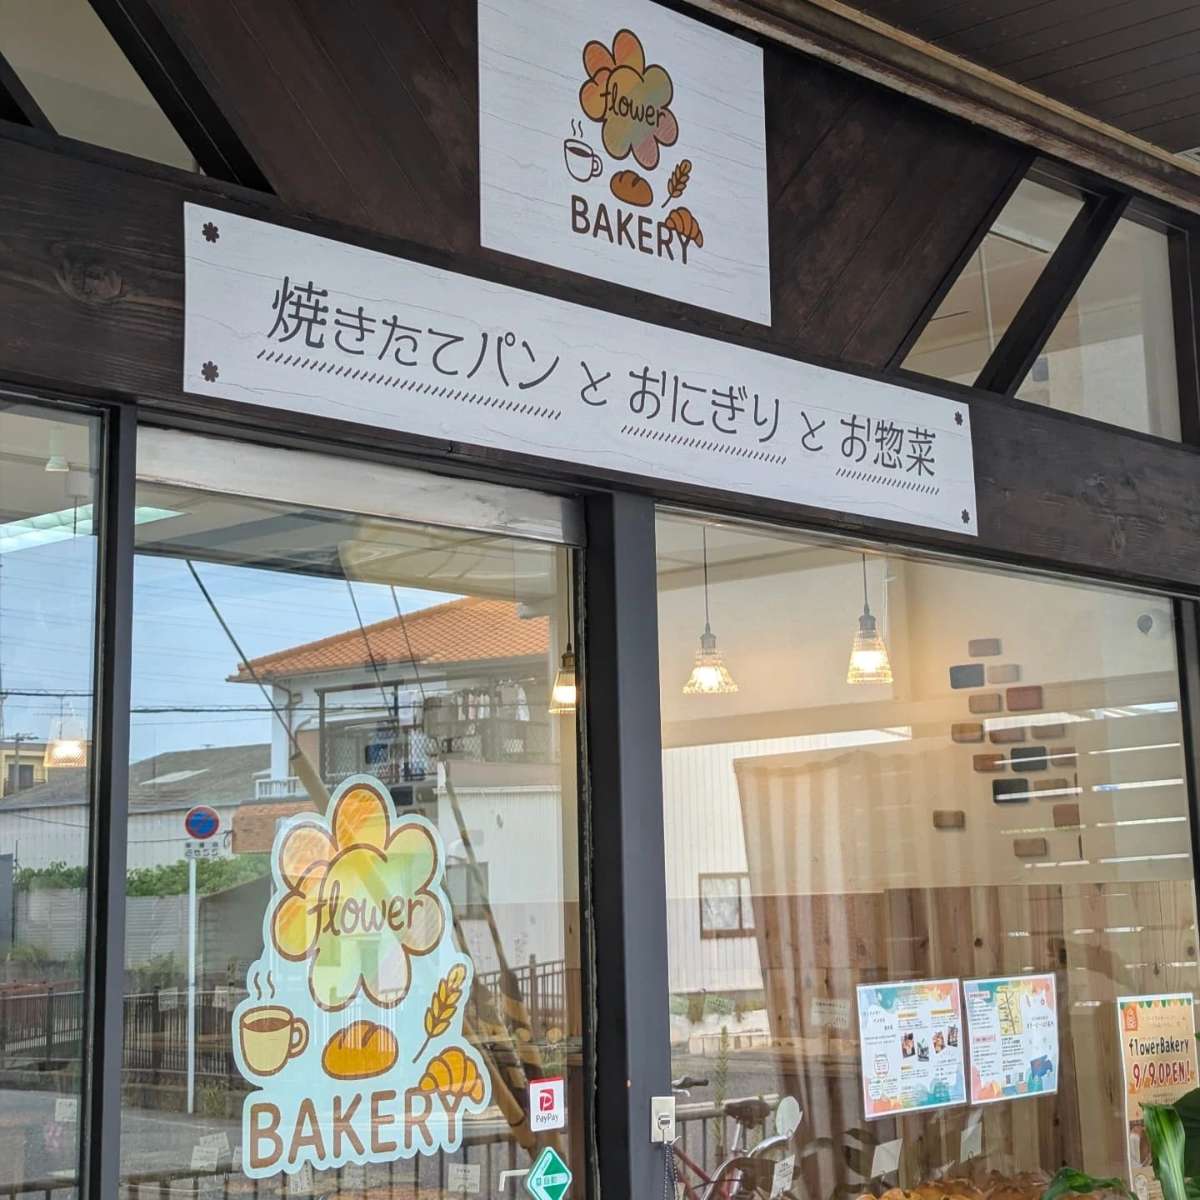 flower
BAKERY
焼きたてパン と おにぎり と お惣菜
flower
BAKERY
PayPay
flowerBakery
9/9.OPEN!